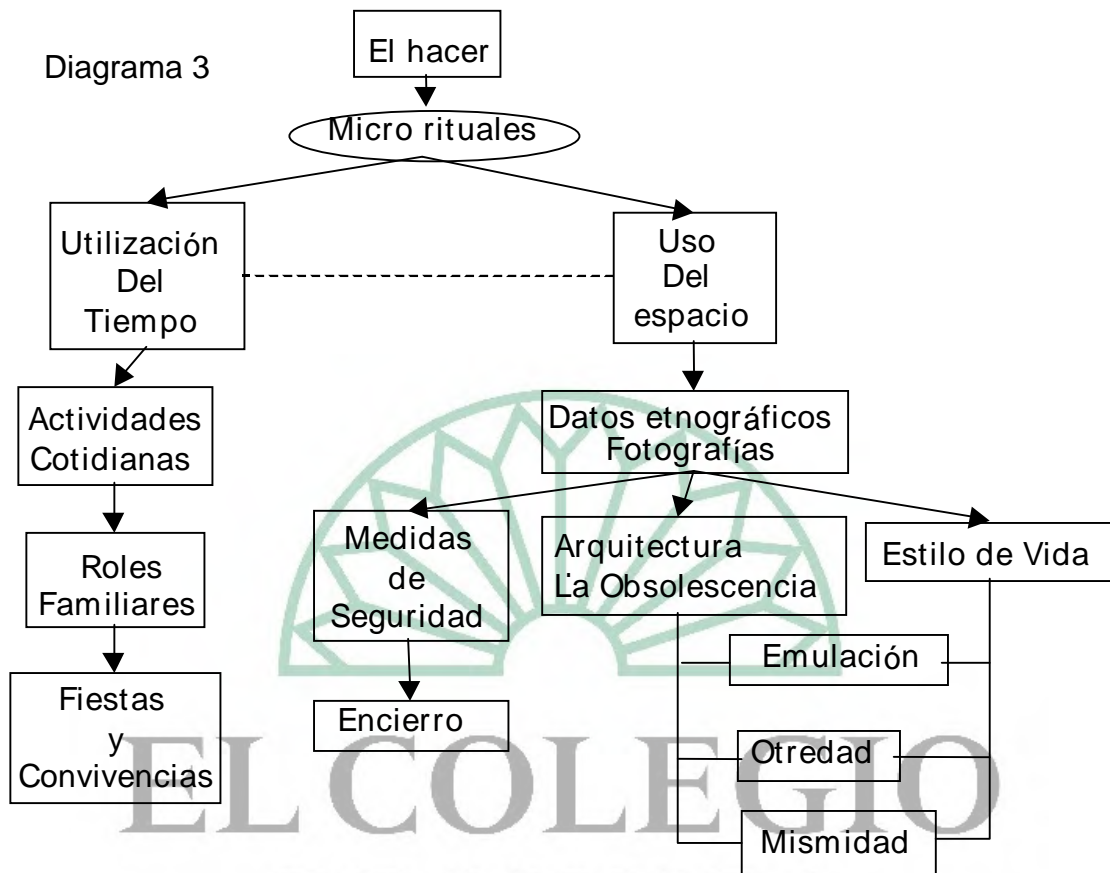 Diagrama 3
El hacer
Micro rituales
Utilización
Del
Tiempo
Uso
Del
espacio
Actividades
Cotidianas
Datos etnográficos
Fotografías
Roles
Familiares
Medidas
de
Seguridad
Arquitectura
La Obsolescencia
Estilo de Vida
Fiestas
y
Convivencias
Encierro
Emulación
Otredad
Mismidad
EL COLEGIO